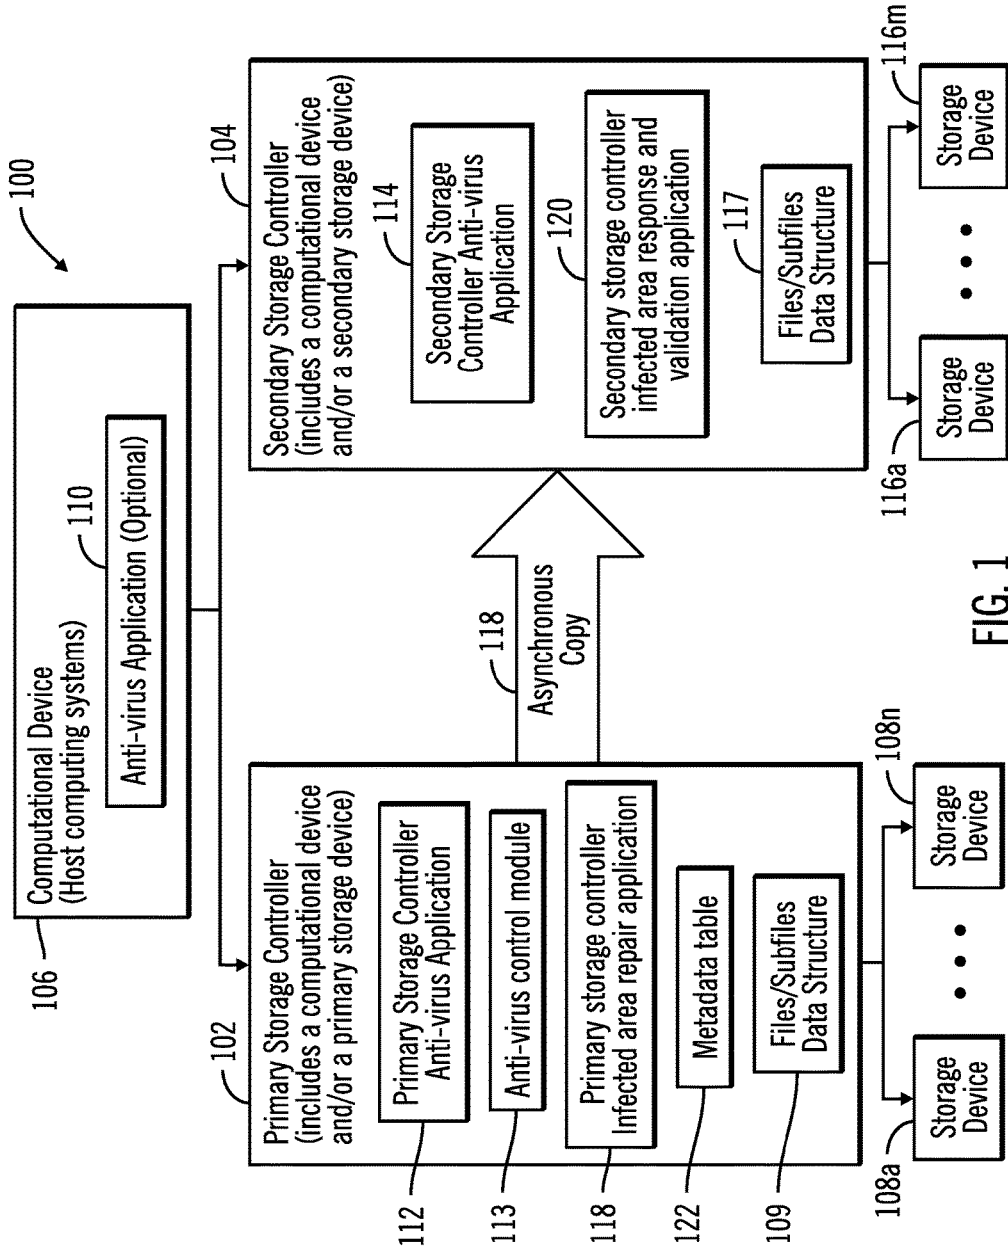 100
106
Computational Device
(Host computing systems)
110
Anti-virus Application (Optional)
102
Primary Storage Controller
(includes a computational device
and/or a primary storage device)
112
Primary Storage Controller
Anti-virus Application
113
Anti-virus control module
118
Primary storage controller
Infected area repair application
122
Metadata table
109
Files/Subfiles
Data Structure
108a
Storage
Device
108n
Storage
Device
118
Asynchronous
Copy
104
Secondary Storage Controller
(includes a computational device
and/or a secondary storage device)
114
Secondary Storage
Controller Anti-virus
Application
120
Secondary storage controller
infected area response and
validation application
117
Files/Subfiles
Data Structure
116a
Storage
Device
116m
Storage
Device
FIG. 1